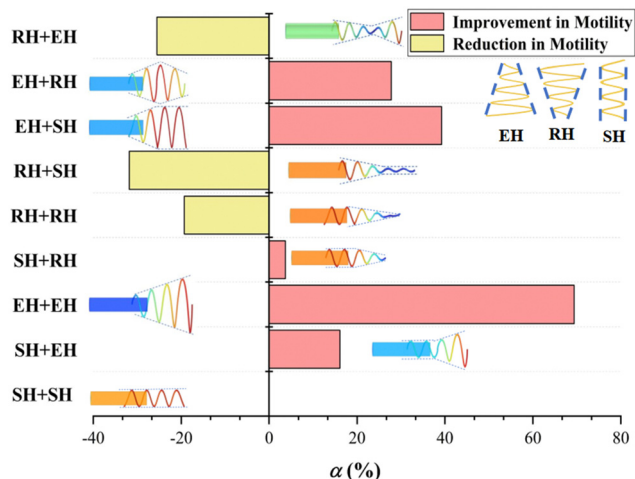 Improvement in Motility
Reduction in Motility
EH RH SH
RH+EH
EH+RH
EH+SH
RH+SH
RH+RH
SH+RH
EH+EH
SH+EH
SH+SH
-40 -20 0 20 40 60 80
α (%)